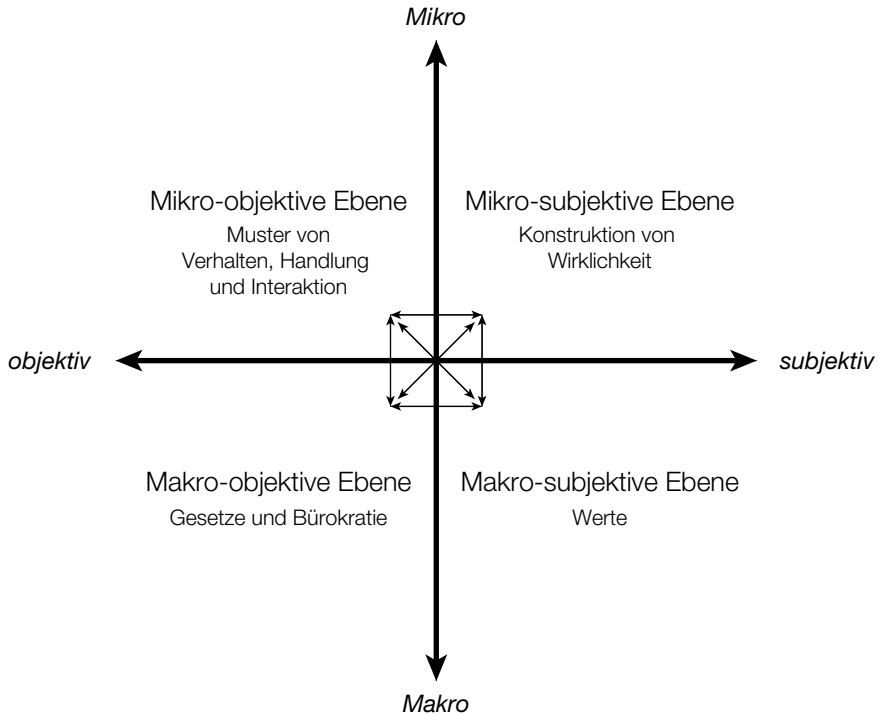 Mikro
Mikro-objektive Ebene
Muster von
Verhalten, Handlung
und Interaktion
Mikro-subjektive Ebene
Konstruktion von
Wirklichkeit
objektiv
subjektiv
Makro-objektive Ebene
Gesetze und Bürokratie
Makro-subjektive Ebene
Werte
Makro